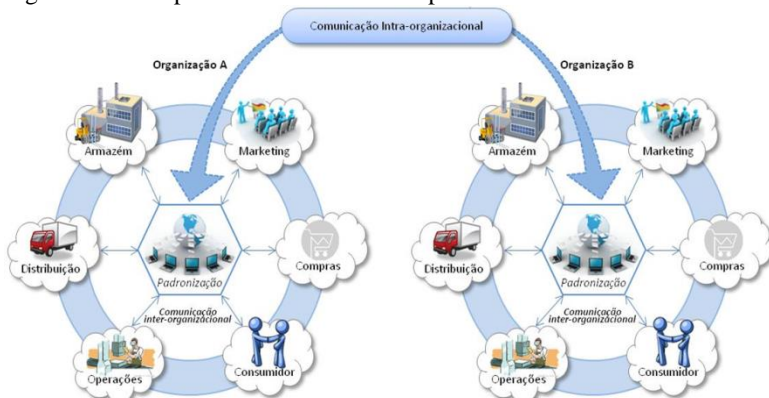 Comunicação Intra-organizacional
Organização A
Organização B
Armazém
Marketing
Armazém
Marketing
Distribuição
Padronização
Compras
Distribuição
Padronização
Compras
Comunicação
inter-organizacional
Comunicação
inter-organizacional
Operações
Consumidor
Operações
Consumidor